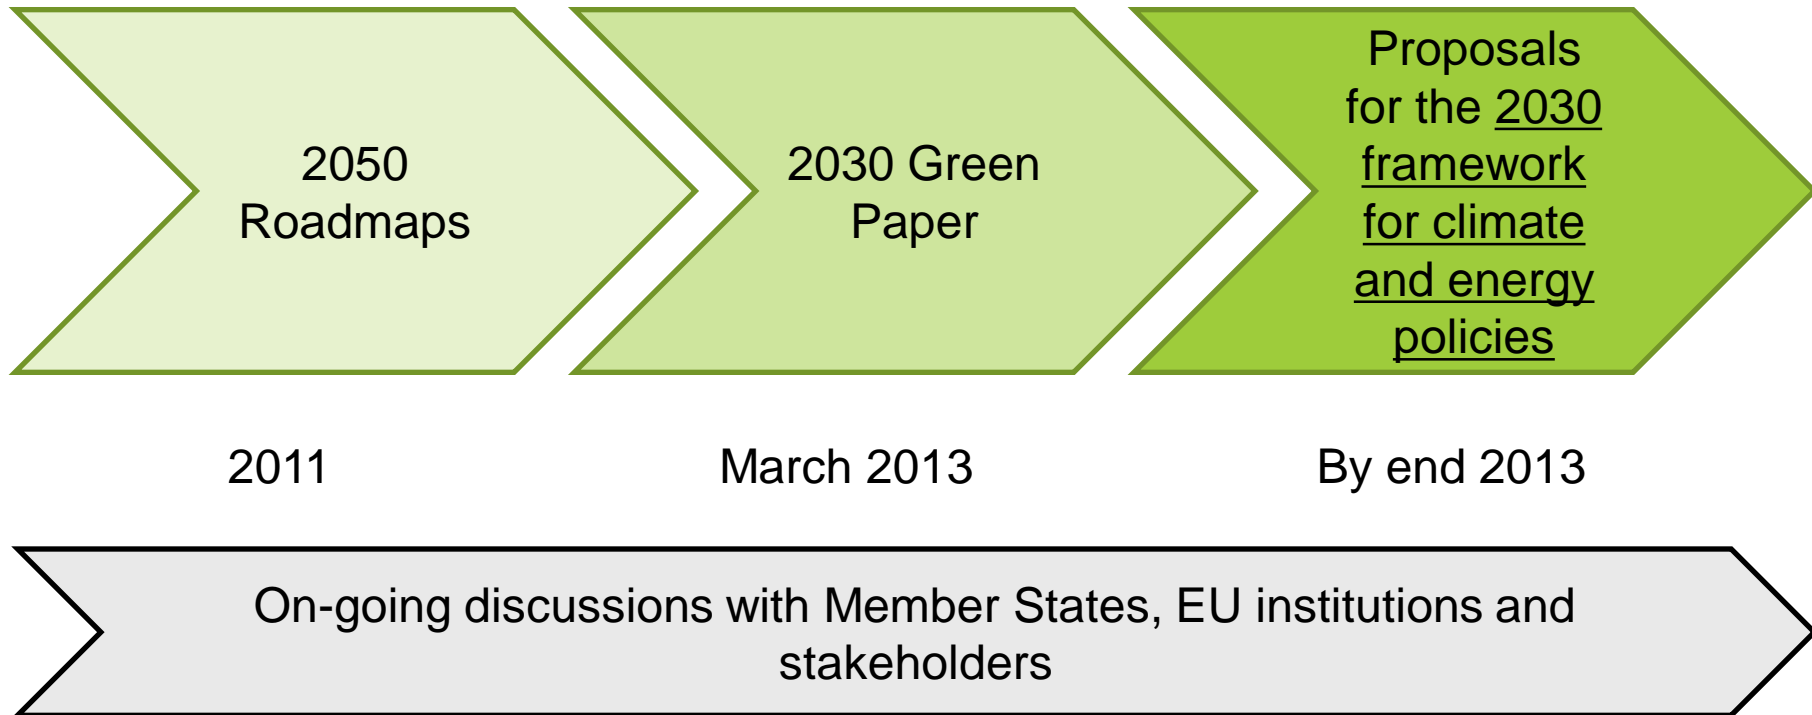 2050
Roadmaps
2030 Green
Paper
Proposals
for the 2030
framework
for climate
and energy
policies
2011
March 2013
By end 2013
On-going discussions with Member States, EU institutions and
stakeholders